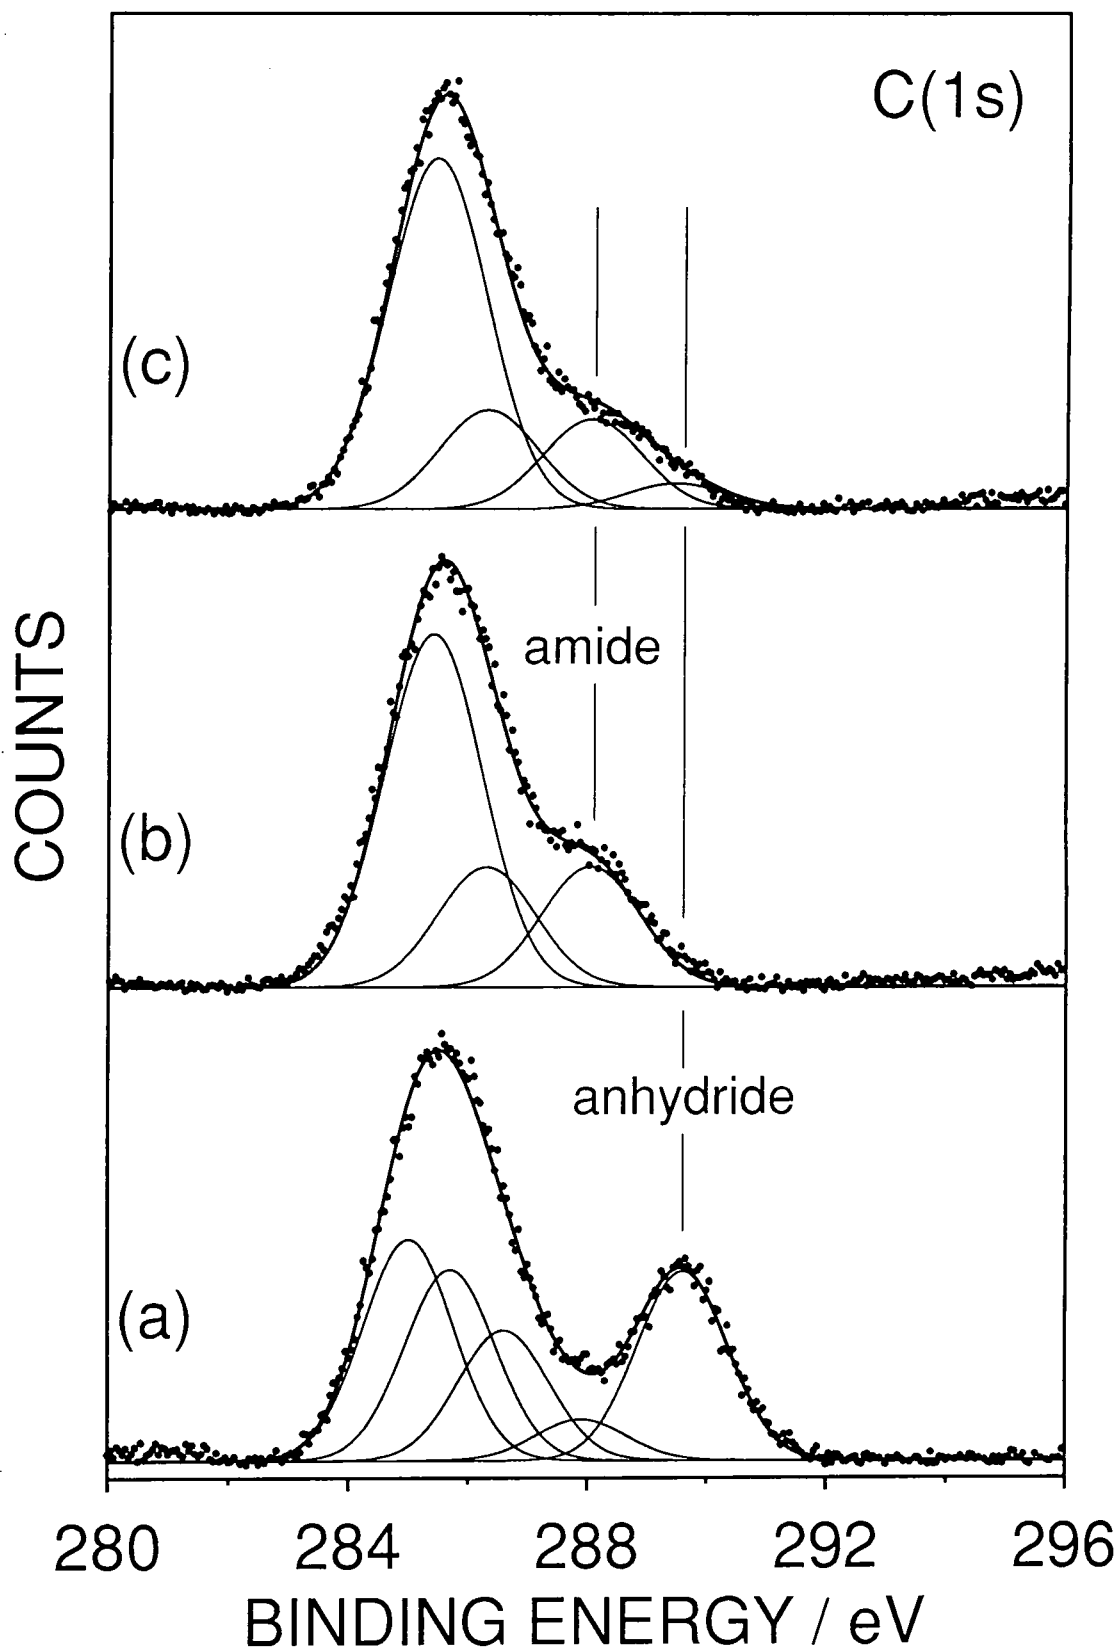 C(1s)
(c)
amide
(b)
anhydride
(a)
COUNTS
280 284 288 292 296
BINDING ENERGY / eV